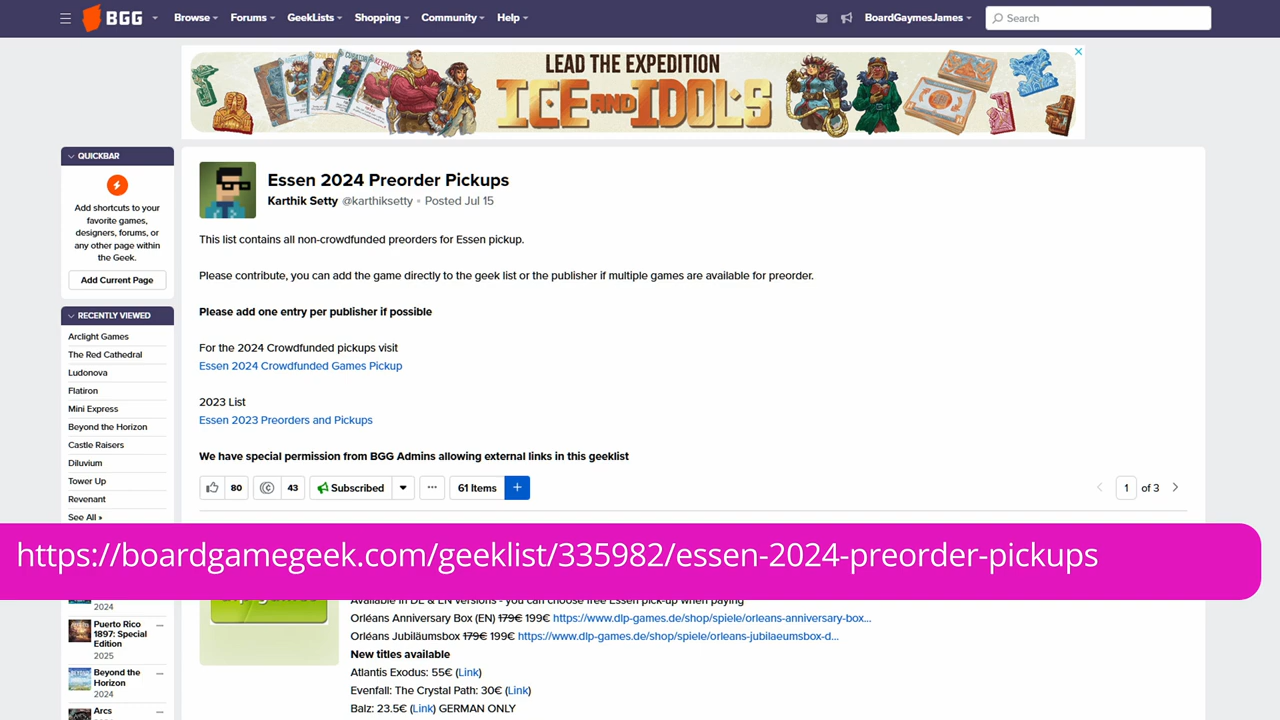 BGG
Browse
Forums
GeekLists
Shopping
Community
Help
BoardGaymesJames
Search
LEAD THE EXPEDITION
ICE AND IDOLS
QUICKBAR
Add shortcuts to your
favorite games,
designers, forums, or
any other page within
the Geek.
Add Current Page
RECENTLY VIEWED
Arclight Games
The Red Cathedral
Ludonova
Flatiron
Mini Express
Beyond the Horizon
Castle Raisers
Diluvium
Tower Up
Revenant
See All »
Essen 2024 Preorder Pickups
Karthik Setty @karthiksetty • Posted Jul 15
This list contains all non-crowdfunded preorders for Essen pickup.
Please contribute, you can add the game directly to the geek list or the publisher if multiple games are available for preorder.
Please add one entry per publisher if possible
For the 2024 Crowdfunded pickups visit
Essen 2024 Crowdfunded Games Pickup
2023 List
Essen 2023 Preorders and Pickups
We have special permission from BGG Admins allowing external links in this geeklist
80
43
Subscribed
61 Items
1 of 3
https://boardgamegeek.com/geeklist/335982/essen-2024-preorder-pickups
2024
Puerto Rico
1897: Special
Edition
2025
Beyond the
Horizon
2024
Arcs
Available in DE & EN versions - you can choose free Essen pick-up when paying
Orléans Anniversary Box (EN) 179€ 199€ https://www.dlp-games.de/shop/spiele/orleans-anniversary-box...
Orléans Jubiläumsbox 179€ 199€ https://www.dlp-games.de/shop/spiele/orleans-jubilaeumsbox-d...
New titles available
Atlantis Exodus: 55€ (Link)
Evenfall: The Crystal Path: 30€ (Link)
Balz: 23.5€ (Link) GERMAN ONLY